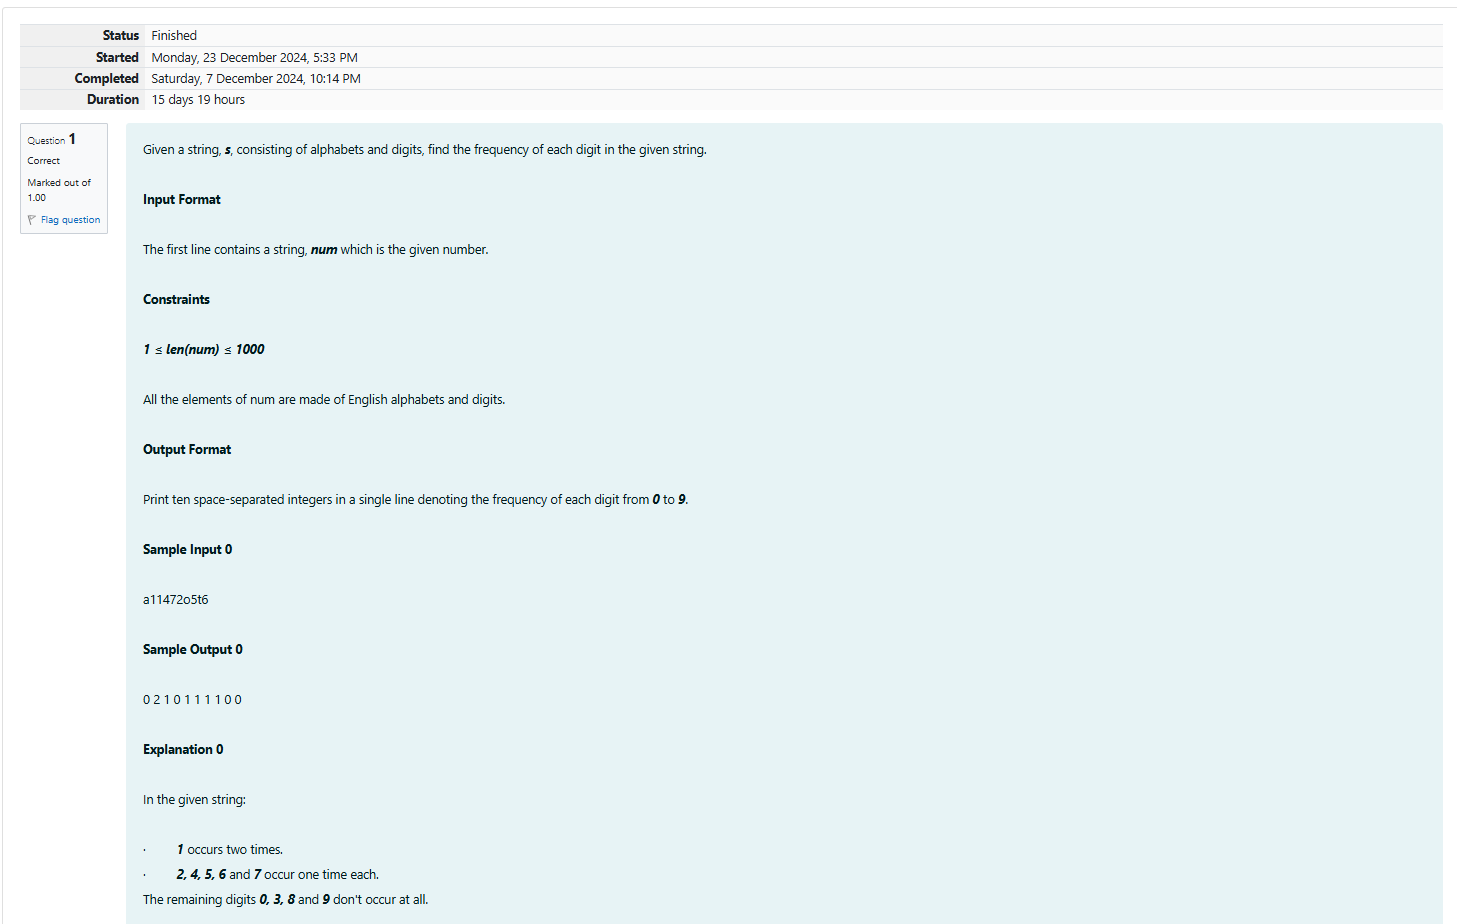 Status Finished
Started Monday, 23 December 2024, 5:33 PM
Completed Saturday, 7 December 2024, 10:14 PM
Duration 15 days 19 hours
Question 1
Correct
Marked out of
1.00
Flag question
Given a string, s, consisting of alphabets and digits, find the frequency of each digit in the given string.
Input Format
The first line contains a string, num which is the given number.
Constraints
1 ≤ len(num) ≤ 1000
All the elements of num are made of English alphabets and digits.
Output Format
Print ten space-separated integers in a single line denoting the frequency of each digit from 0 to 9.
Sample Input 0
a11472o5t6
Sample Output 0
0 2 1 0 1 1 1 1 0 0
Explanation 0
In the given string:
· 1 occurs two times.
· 2, 4, 5, 6 and 7 occur one time each.
The remaining digits 0, 3, 8 and 9 don't occur at all.